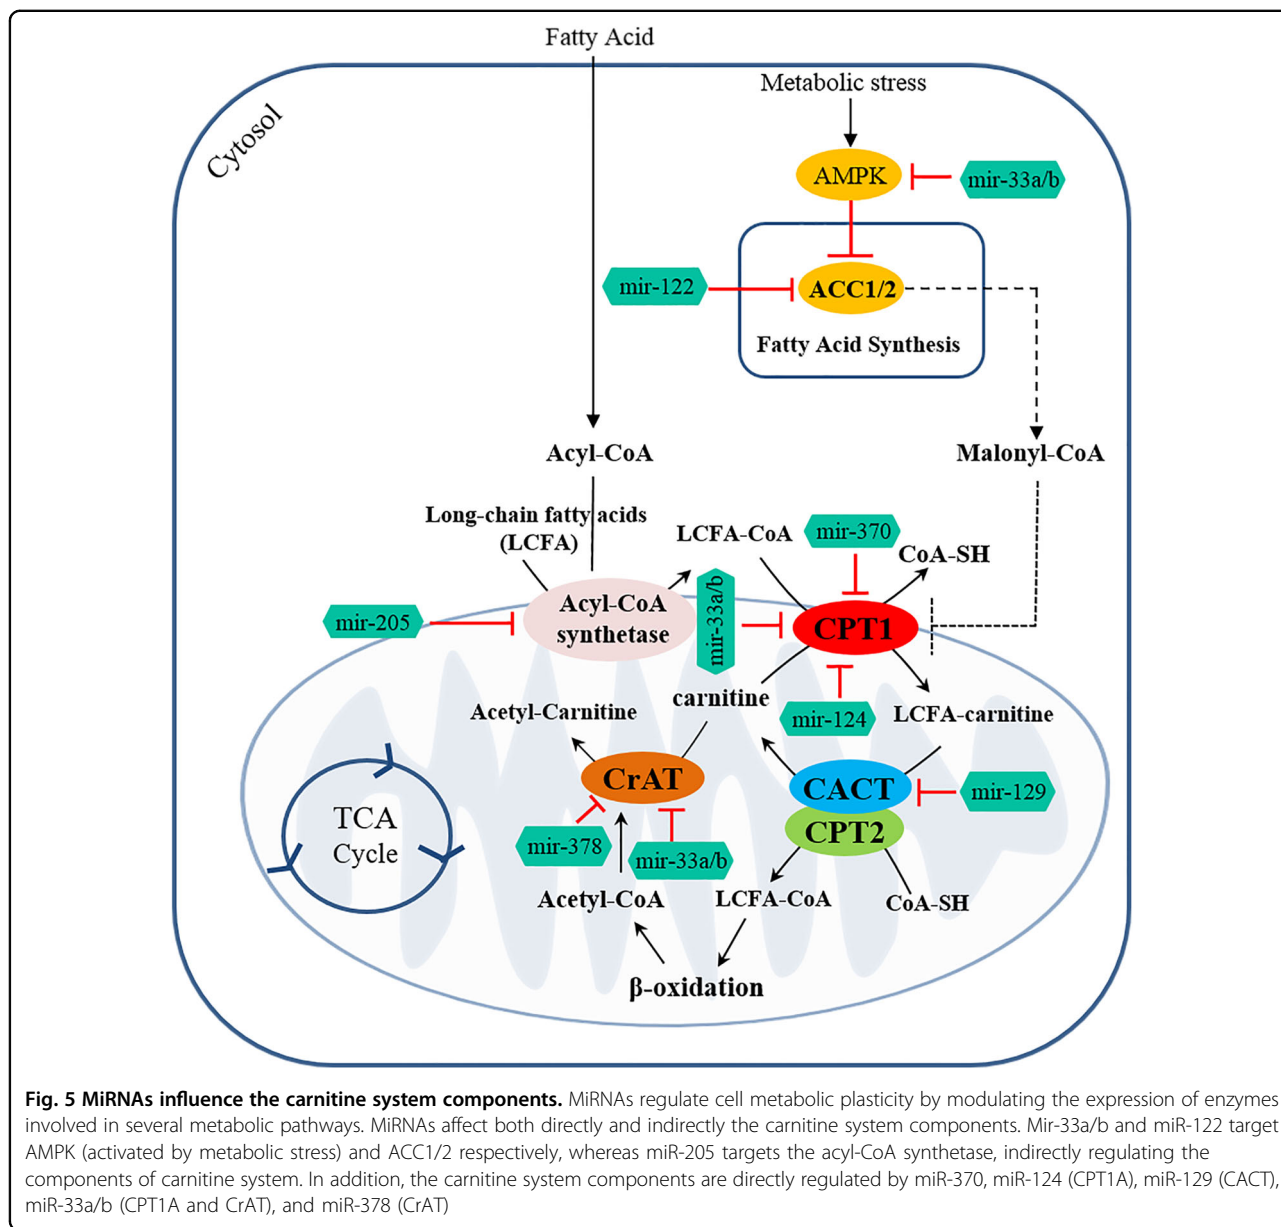 Fatty Acid
Cytosol
Metabolic stress
AMPK
mir-33a/b
mir-122
ACC1/2
Fatty Acid Synthesis
Acyl-CoA
Malonyl-CoA
Long-chain fatty acids
(LCFA)
LCFA-CoA
mir-370
CoA-SH
mir-205
Acyl-CoA
synthetase
mir-33a/b
CPT1
carnitine
mir-124
LCFA-carnitine
Acetyl-Carnitine
CrAT
CACT
mir-129
CPT2
TCA
Cycle
mir-378
mir-33a/b
Acetyl-CoA
LCFA-CoA
CoA-SH
β-oxidation
Fig. 5 MiRNAs influence the carnitine system components. MiRNAs regulate cell metabolic plasticity by modulating the expression of enzymes
involved in several metabolic pathways. MiRNAs affect both directly and indirectly the carnitine system components. Mir-33a/b and miR-122 target
AMPK (activated by metabolic stress) and ACC1/2 respectively, whereas miR-205 targets the acyl-CoA synthetase, indirectly regulating the
components of carnitine system. In addition, the carnitine system components are directly regulated by miR-370, miR-124 (CPT1A), miR-129 (CACT),
miR-33a/b (CPT1A and CrAT), and miR-378 (CrAT)